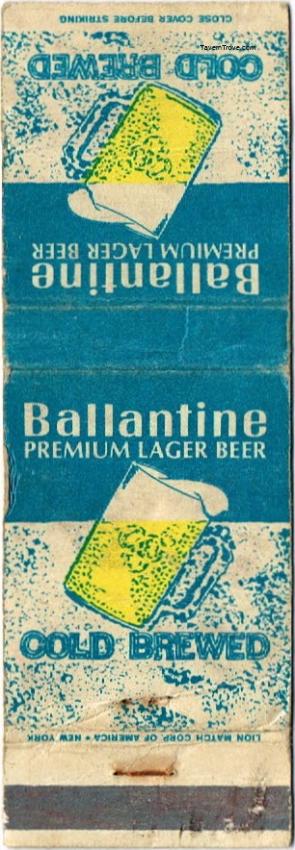 CLOSE COVER BEFORE STRIKING
TavernTrove.com
COLD BREWED
PREMIUM LAGER BEER
Ballantine
Ballantine
PREMIUM LAGER BEER
COLD BREWED
LION MATCH CORP. OF AMERICA • NEW YORK